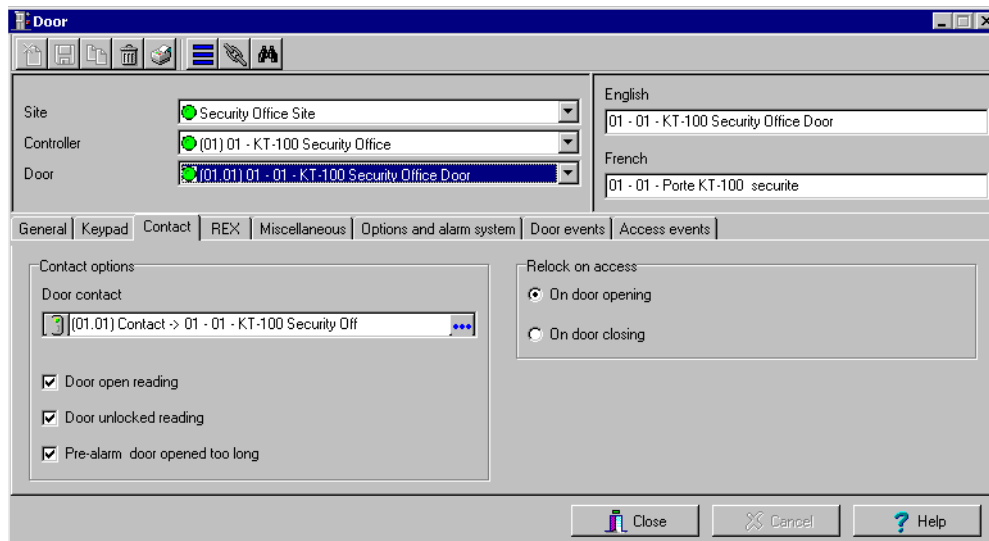 Door
Site
Security Office Site
Controller
(01) 01 - KT-100 Security Office
Door
(01.01) 01 - 01 - KT-100 Security Office Door
English
01 - 01 - KT-100 Security Office Door
French
01 - 01 - Porte KT-100  securite
General Keypad Contact REX Miscellaneous Options and alarm system Door events Access events
Contact options
Door contact
(01.01) Contact -> 01 - 01 - KT-100 Security Off
Door open reading
Door unlocked reading
Pre-alarm  door opened too long
Relock on access
On door opening
On door closing
Close Cancel Help